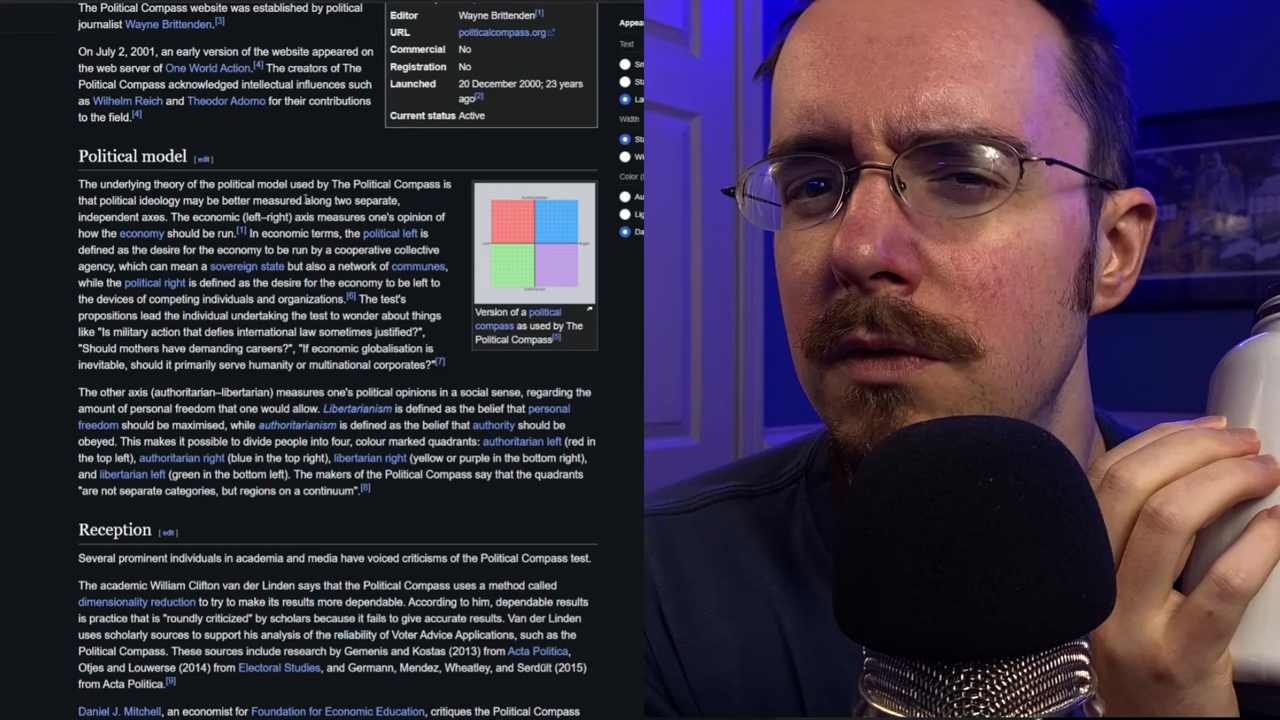 The Political Compass website was established by political
journalist Wayne Brittenden.[3]
On July 2, 2001, an early version of the website appeared on
the web server of One World Action.[4] The creators of The
Political Compass acknowledged intellectual influences such
as Wilhelm Reich and Theodor Adorno for their contributions
to the field.[4]
Editor Wayne Brittenden[1]
URL politicalcompass.org
Commercial No
Registration No
Launched 20 December 2000; 23 years
ago[2]
Current status Active
Political model [ edit ]
The underlying theory of the political model used by The Political Compass is
that political ideology may be better measured along two separate,
independent axes. The economic (left–right) axis measures one's opinion of
how the economy should be run.[1] In economic terms, the political left is
defined as the desire for the economy to be run by a cooperative collective
agency, which can mean a sovereign state but also a network of communes,
while the political right is defined as the desire for the economy to be left to
the devices of competing individuals and organizations.[6] The test's
propositions lead the individual undertaking the test to wonder about things
like "Is military action that defies international law sometimes justified?",
"Should mothers have demanding careers?", "If economic globalisation is
inevitable, should it primarily serve humanity or multinational corporates?"[7]
Authoritarian
Left
Right
Libertarian
Version of a political
compass as used by The
Political Compass[5]
The other axis (authoritarian–libertarian) measures one's political opinions in a social sense, regarding the
amount of personal freedom that one would allow. Libertarianism is defined as the belief that personal
freedom should be maximised, while authoritarianism is defined as the belief that authority should be
obeyed. This makes it possible to divide people into four, colour marked quadrants: authoritarian left (red in
the top left), authoritarian right (blue in the top right), libertarian right (yellow or purple in the bottom right),
and libertarian left (green in the bottom left). The makers of the Political Compass say that the quadrants
"are not separate categories, but regions on a continuum".[8]
Reception [ edit ]
Several prominent individuals in academia and media have voiced criticisms of the Political Compass test.
The academic William Clifton van der Linden says that the Political Compass uses a method called
dimensionality reduction to try to make its results more dependable. According to him, dependable results
is practice that is "roundly criticized" by scholars because it fails to give accurate results. Van der Linden
uses scholarly sources to support his analysis of the reliability of Voter Advice Applications, such as the
Political Compass. These sources include research by Gemenis and Kostas (2013) from Acta Politica,
Otjes and Louwerse (2014) from Electoral Studies, and Germann, Mendez, Wheatley, and Serdült (2015)
from Acta Politica.[9]
Daniel J. Mitchell, an economist for Foundation for Economic Education, critiques the Political Compass
Appea
Text
Sm
Sta
La
Width
Sta
Wi
Color (
Au
Lig
Da